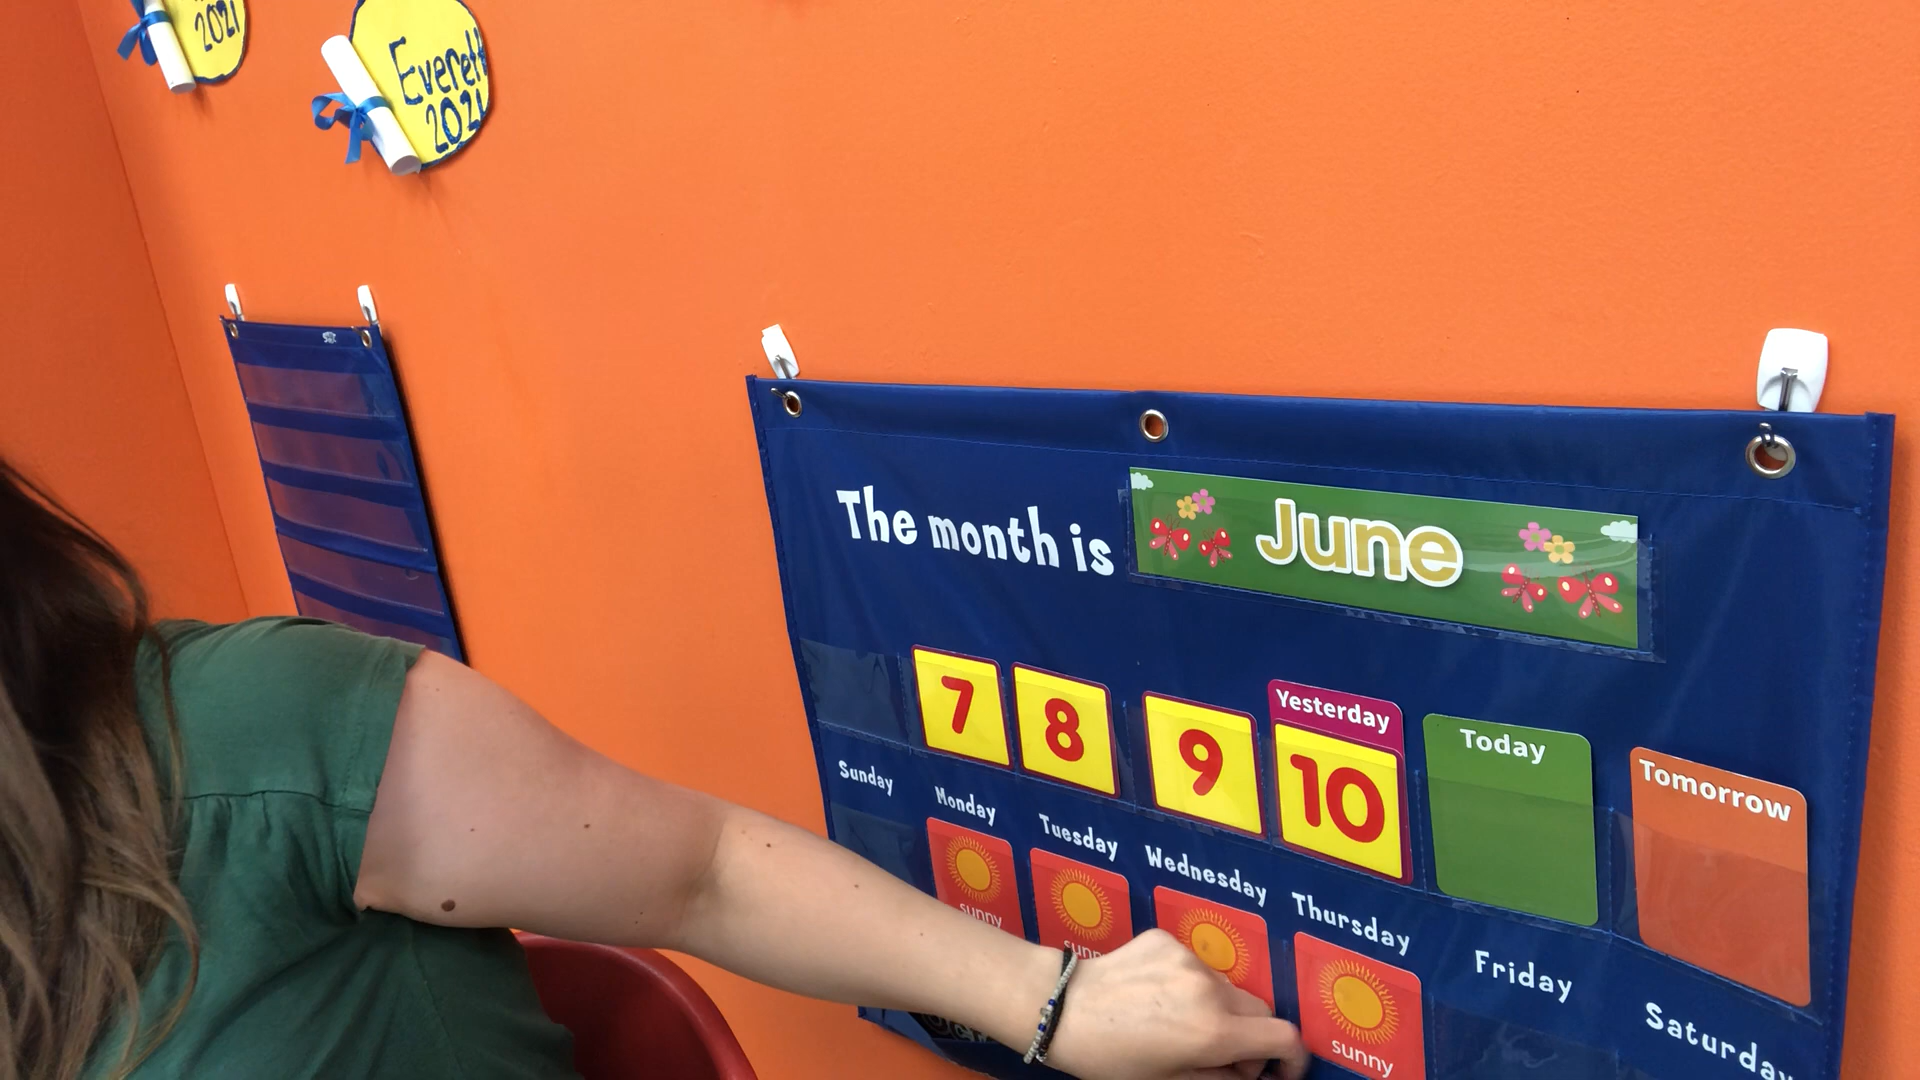 2021
Everett
2021
The month is June
7 8 9 Yesterday 10 Today Tomorrow
Sunday Monday Tuesday Wednesday Thursday Friday Saturday
sunny sunny sunny